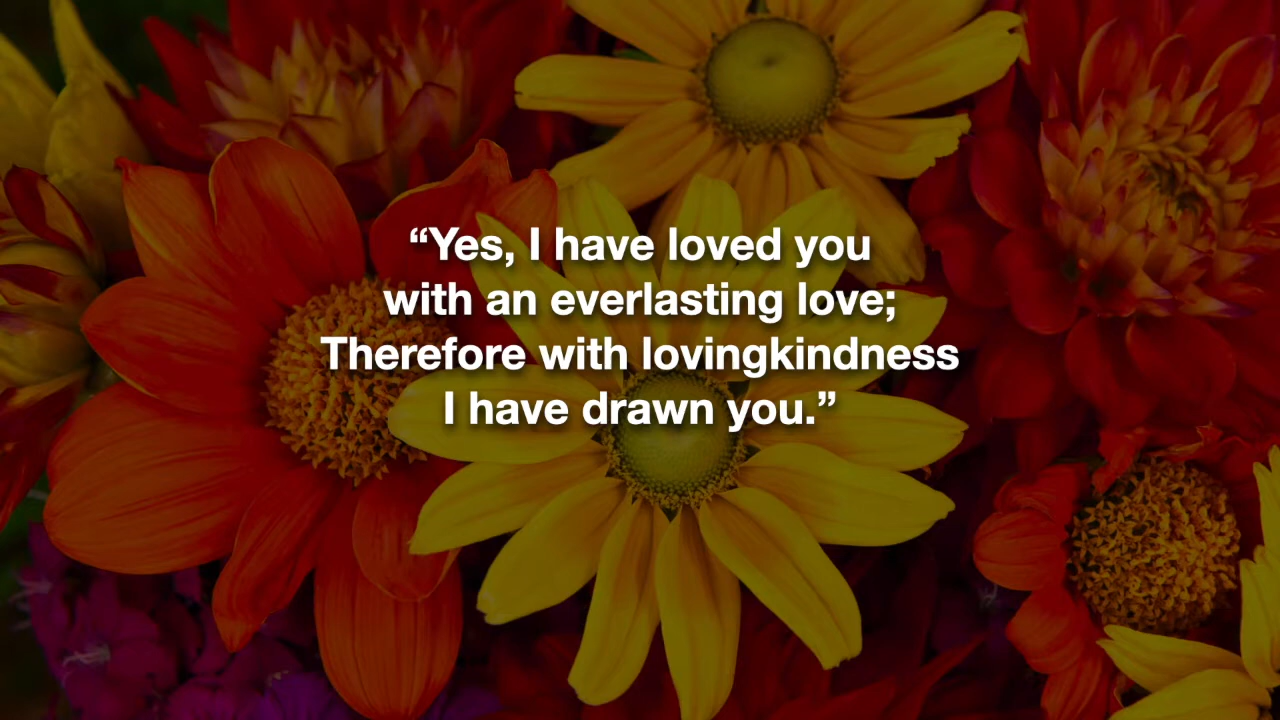 “Yes, I have loved you
with an everlasting love;
Therefore with lovingkindness
I have drawn you.”